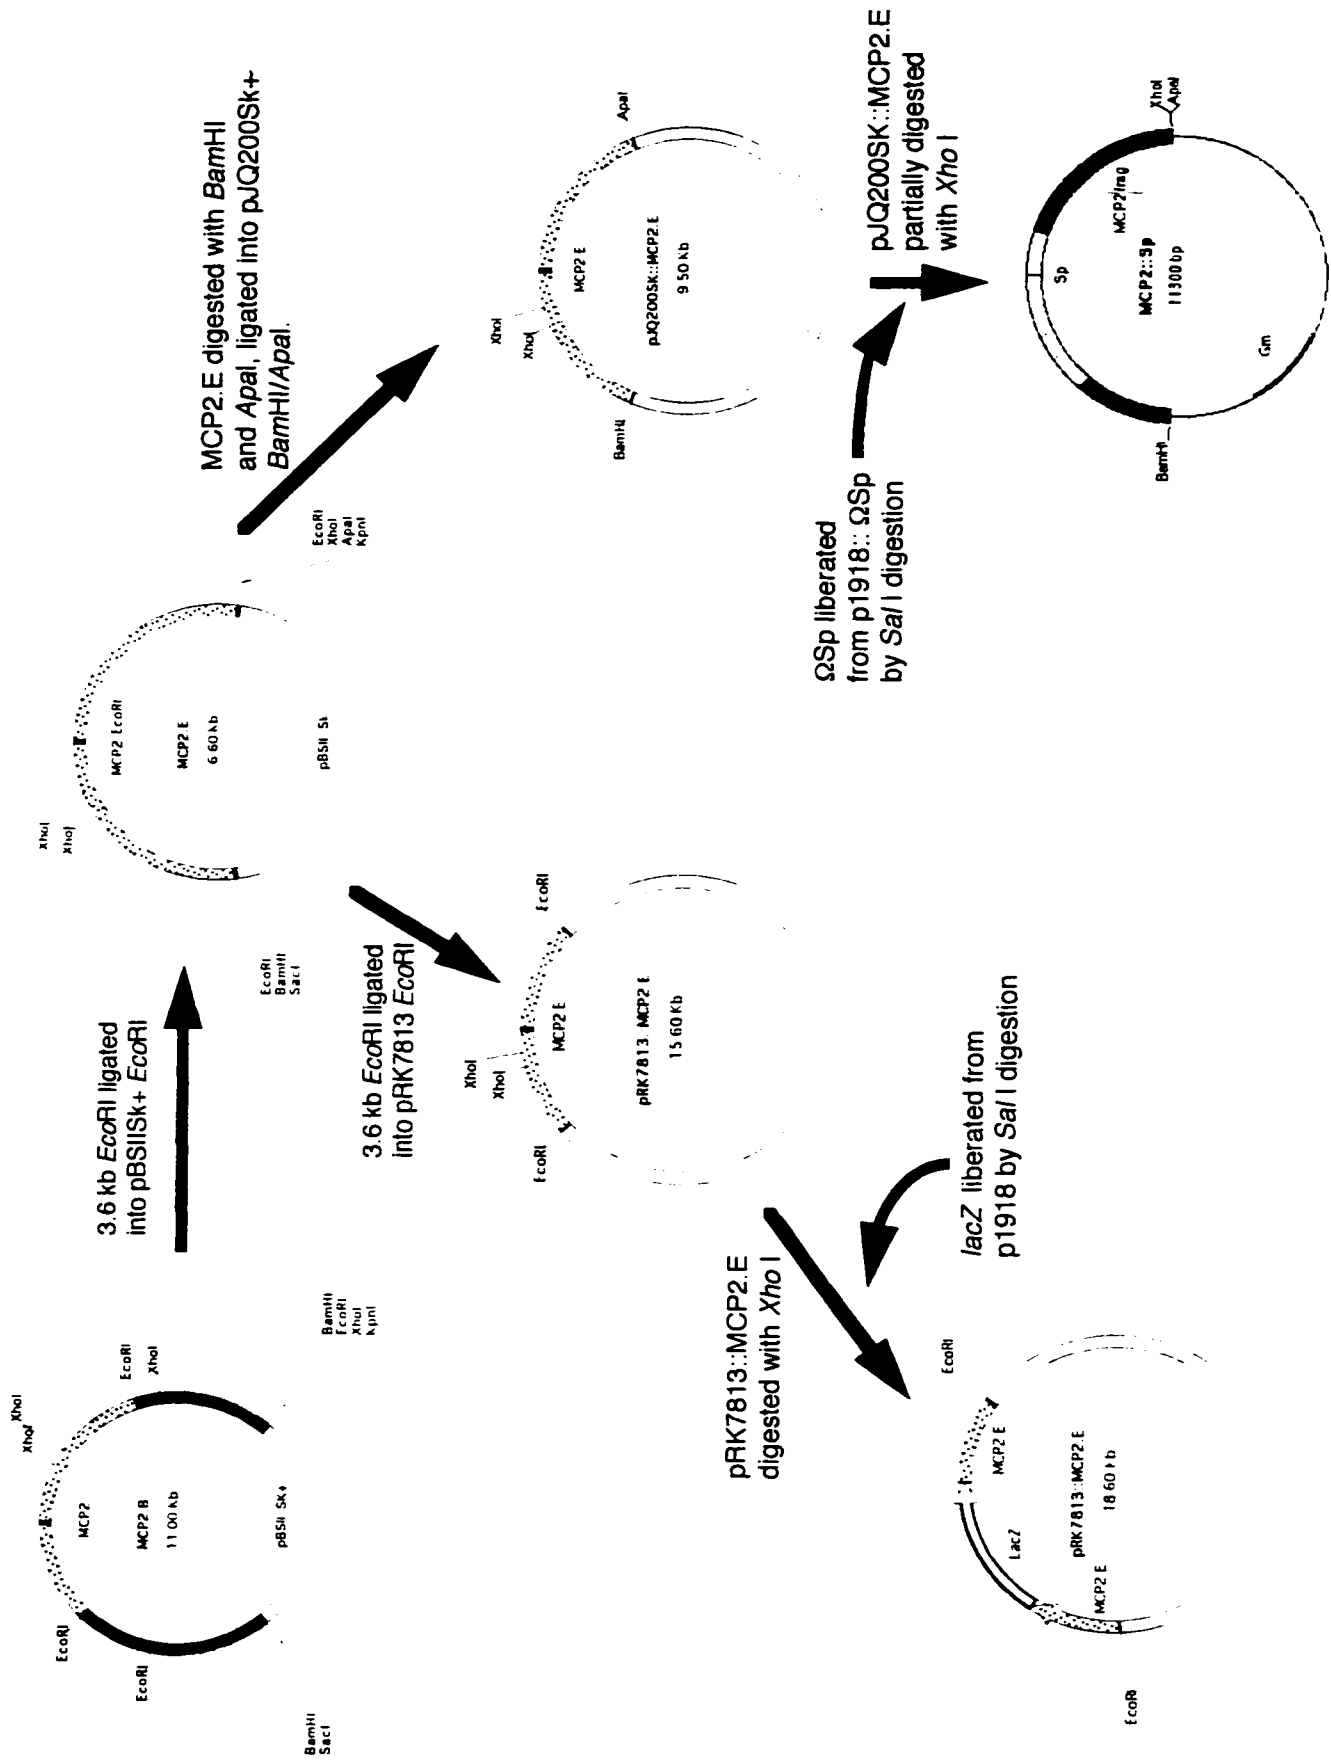 XhoI
XhoI
EcoRI
EcoRI
XhoI
EcoRI
MCP2
MCP2.B
11.00 kb
pBSII SK+
BamHI
SacI
BamHI
EcoRI
XhoI
KpnI
3.6 kb EcoRI ligated
into pBSIISk+ EcoRI
XhoI
XhoI
MCP2 EcoRI
MCP2.E
6.60 kb
pBSII Sk
EcoRI
BamHI
SacI
EcoRI
XhoI
ApaI
KpnI
MCP2.E digested with BamHI
and ApaI, ligated into pJQ200Sk+
BamHI/ApaI.
3.6 kb EcoRI ligated
into pRK7813 EcoRI
XhoI
XhoI
EcoRI
EcoRI
MCP2 E
pRK7813. MCP2 E
15.60 Kb
XhoI
XhoI
BamHI
ApaI
MCP2 E
pJQ200SK::MCP2.E
9.50 Kb
pRK7813::MCP2.E
digested with Xho I
lacZ liberated from
p1918 by Sal I digestion
ΩSp liberated
from p1918:: ΩSp
by Sal I digestion
pJQ200SK::MCP2.E
partially digested
with Xho I
EcoRI
MCP2 E
LacZ
pRK7813::MCP2.E
18.60 kb
MCP2 E
EcoRI
Sp
MCP2frag
MCP2::Sp
11300 bp
Gm
BamHI
XhoI
ApaI